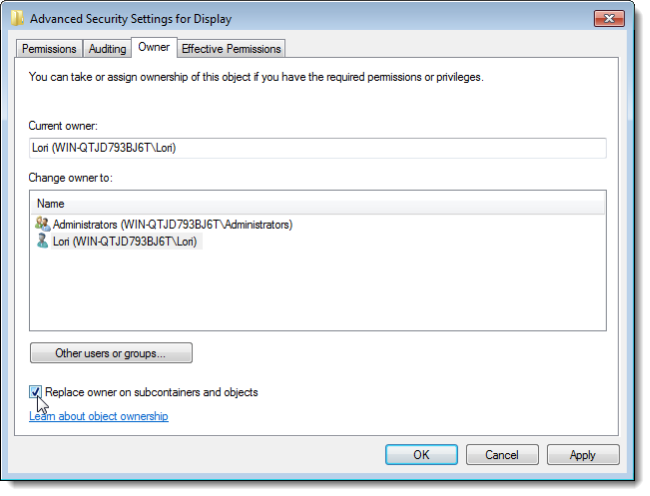 Advanced Security Settings for Display
Permissions Auditing Owner Effective Permissions
You can take or assign ownership of this object if you have the required permissions or privileges.
Current owner:
Lori (WIN-QTJD793BJ6T\Lori)
Change owner to:
Name
Administrators (WIN-QTJD793BJ6T\Administrators)
Lori (WIN-QTJD793BJ6T\Lori)
Other users or groups...
Replace owner on subcontainers and objects
Learn about object ownership
OK Cancel Apply